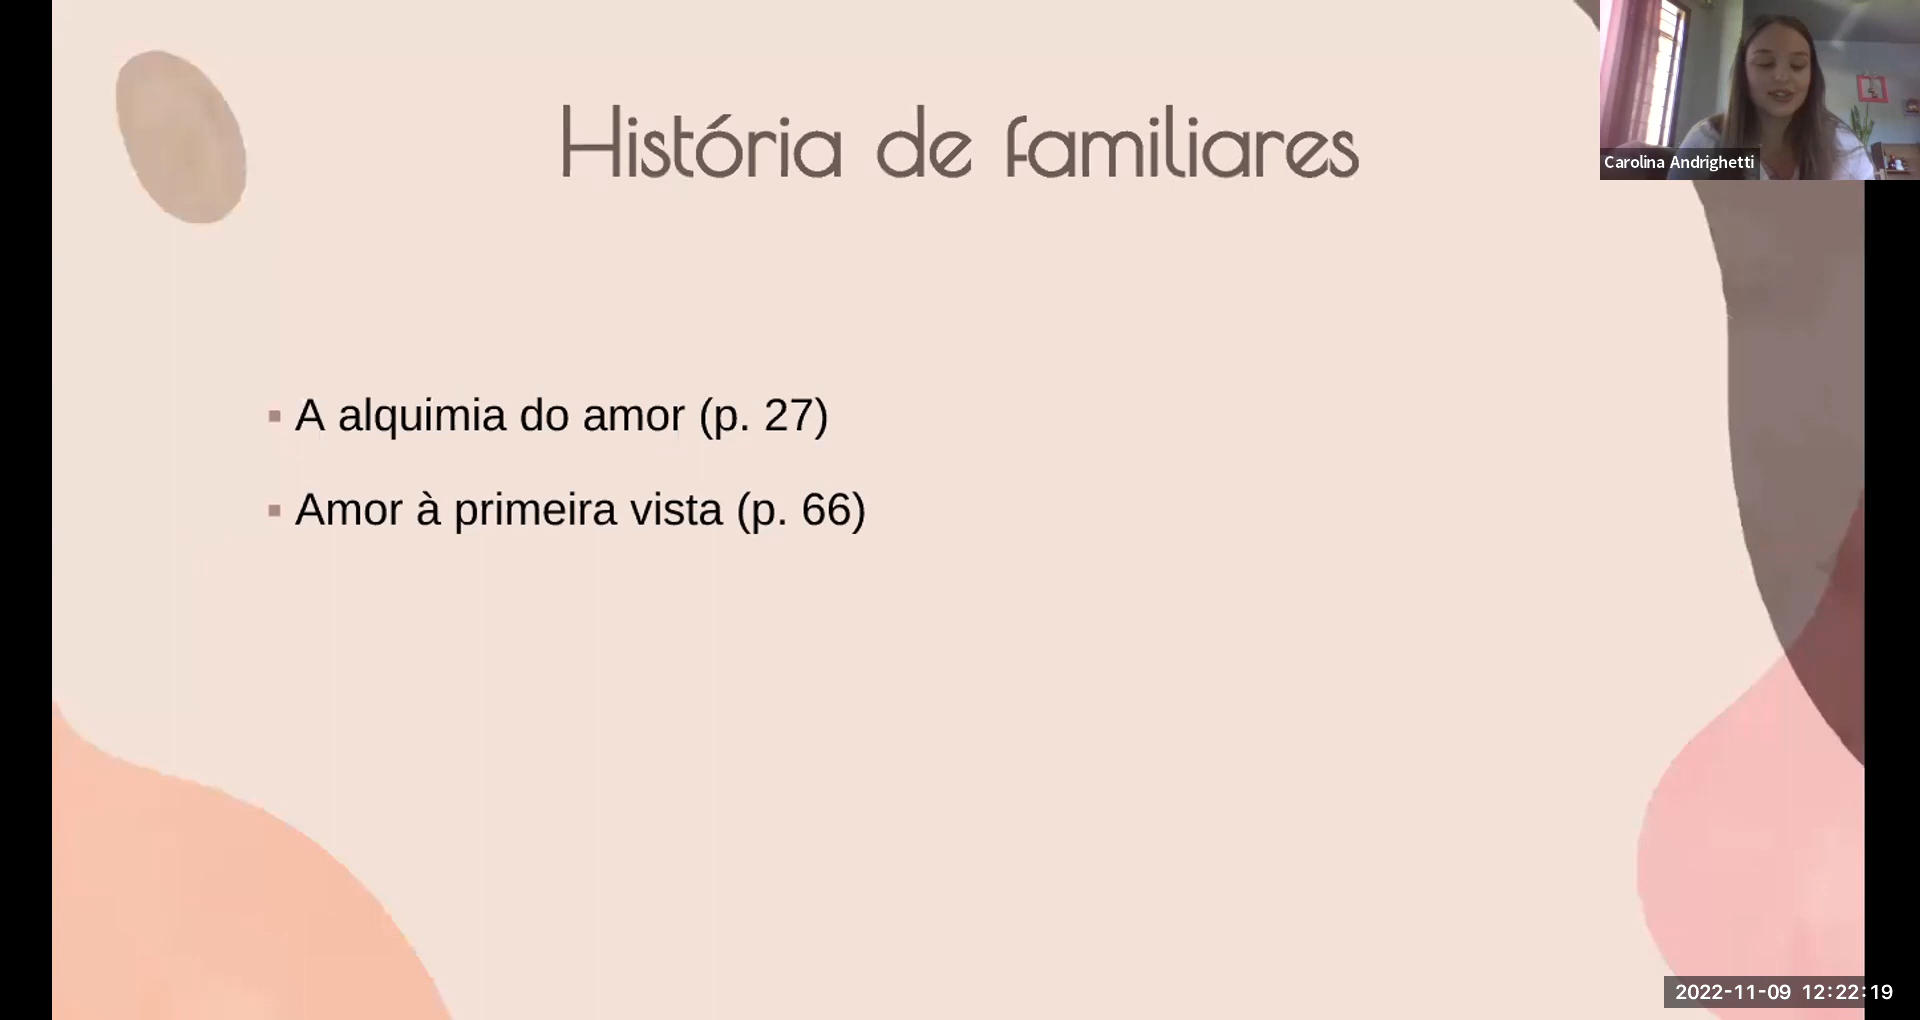 História de familiares
Carolina Andrighetti
A alquimia do amor (p. 27)
Amor à primeira vista (p. 66)
2022-11-09 12:22:19